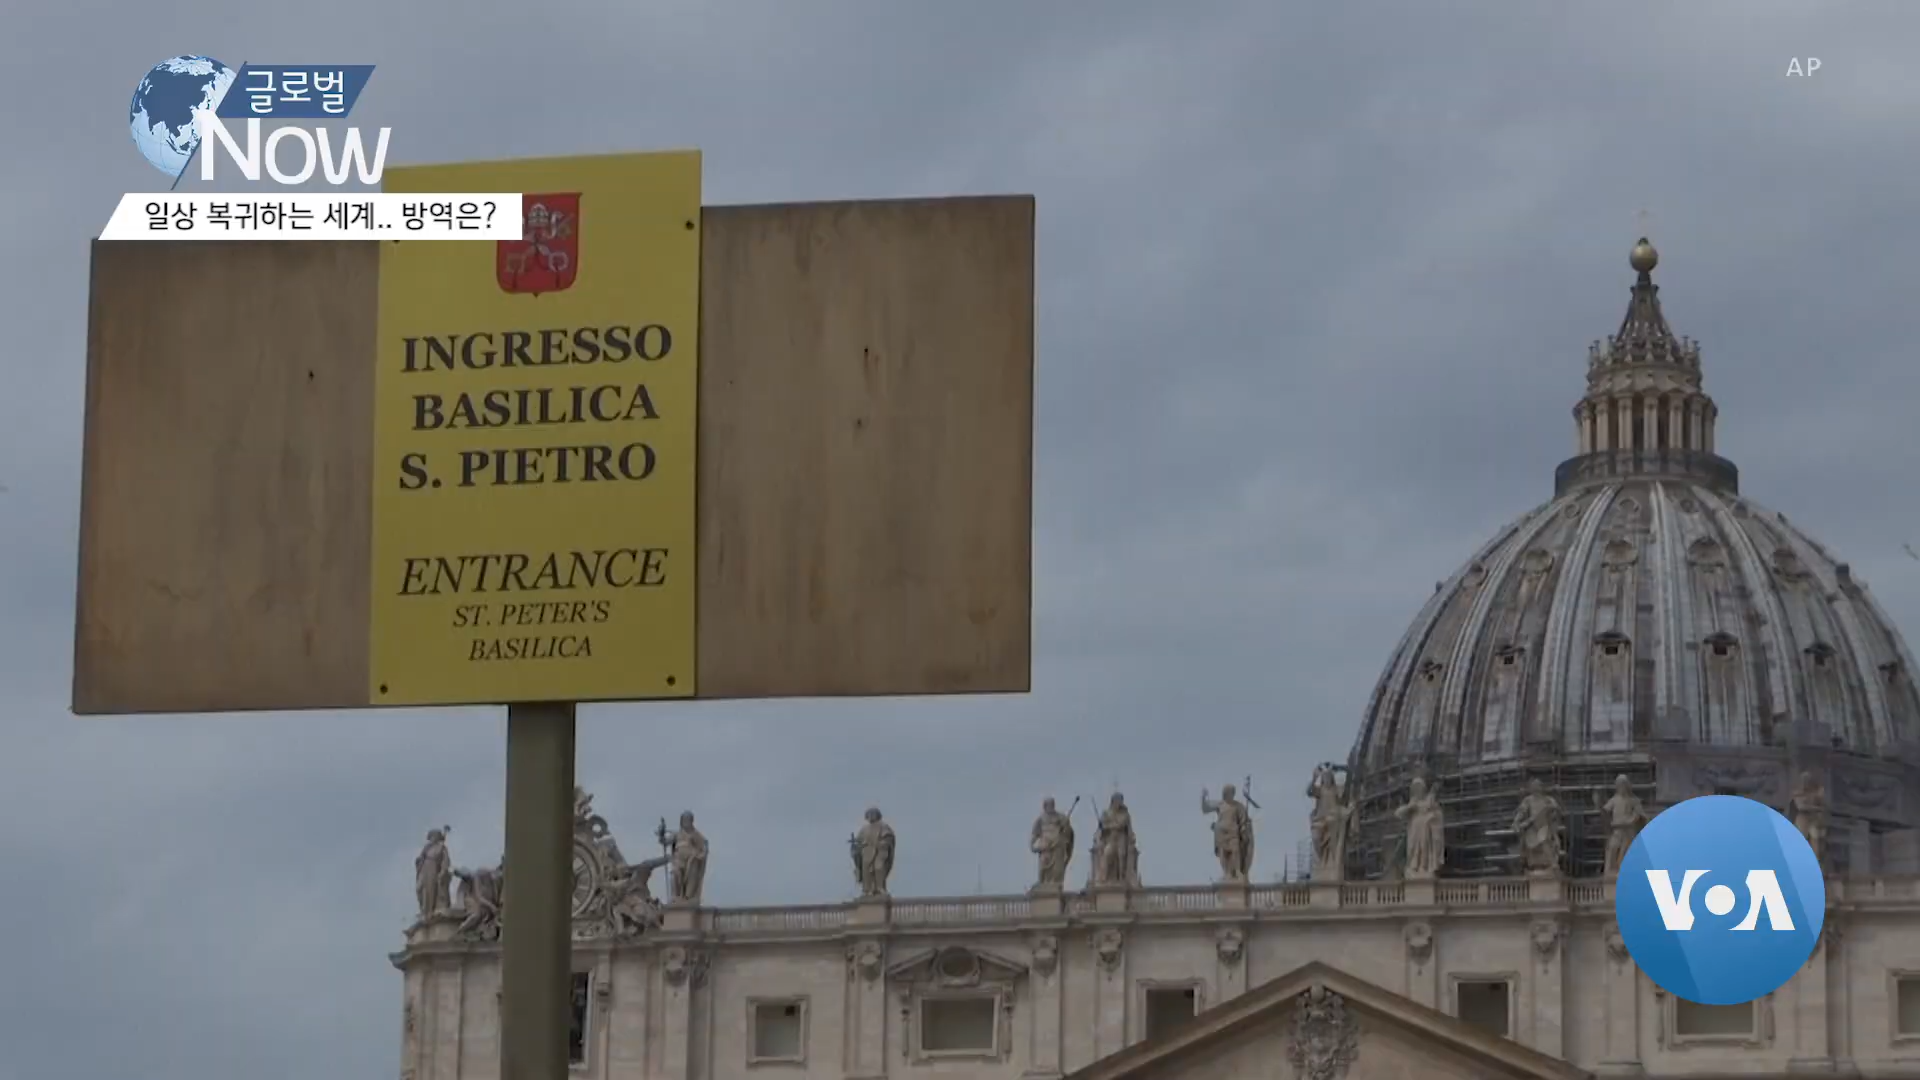 AP
글로벌
NOW
일상 복귀하는 세계.. 방역은?
INGRESSO
BASILICA
S. PIETRO
ENTRANCE
ST. PETER'S
BASILICA
VOA